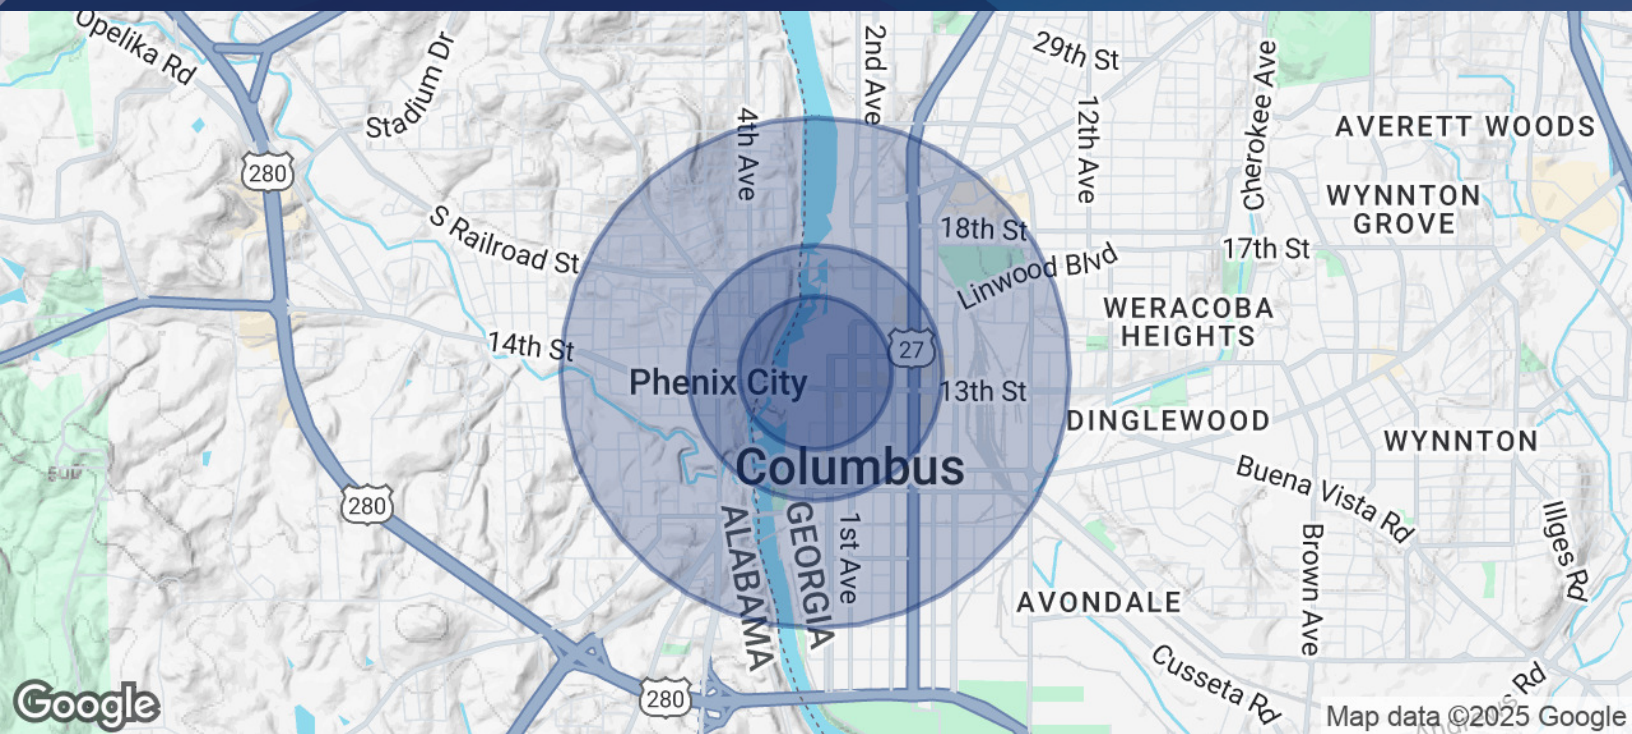 Opelika Rd
Stadium Dr
2nd Ave
29th St
Cherokee Ave
12th Ave
4th Ave
AVERETT WOODS
280
WYNNTON
GROVE
S Railroad St
18th St
17th St
Linwood Blvd
WERACOBA
HEIGHTS
14th St
27
Phenix City
13th St
DINGLEWOOD
WYNNTON
Columbus
Buena Vista Rd
280
ALABAMA
GEORGIA
1st Ave
Brown Ave
Illges Rd
AVONDALE
Cusseta Rd
280
Google
Map data ©2025 Google